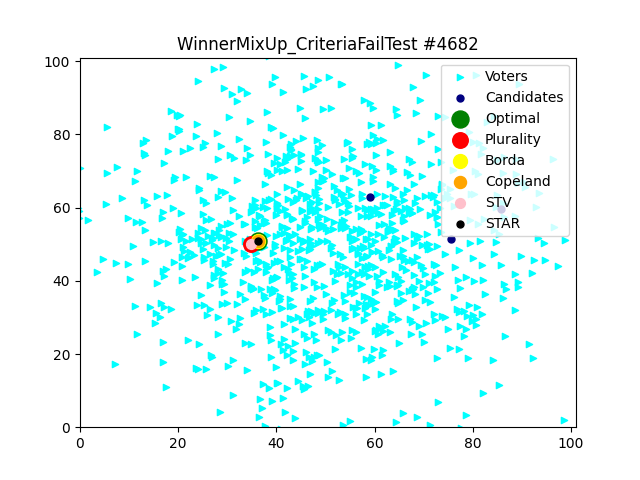 WinnerMixUp_CriteriaFailTest #4682
100
80
60
40
20
0
0
20
40
60
80
100
Voters
Candidates
Optimal
Plurality
Borda
Copeland
STV
STAR